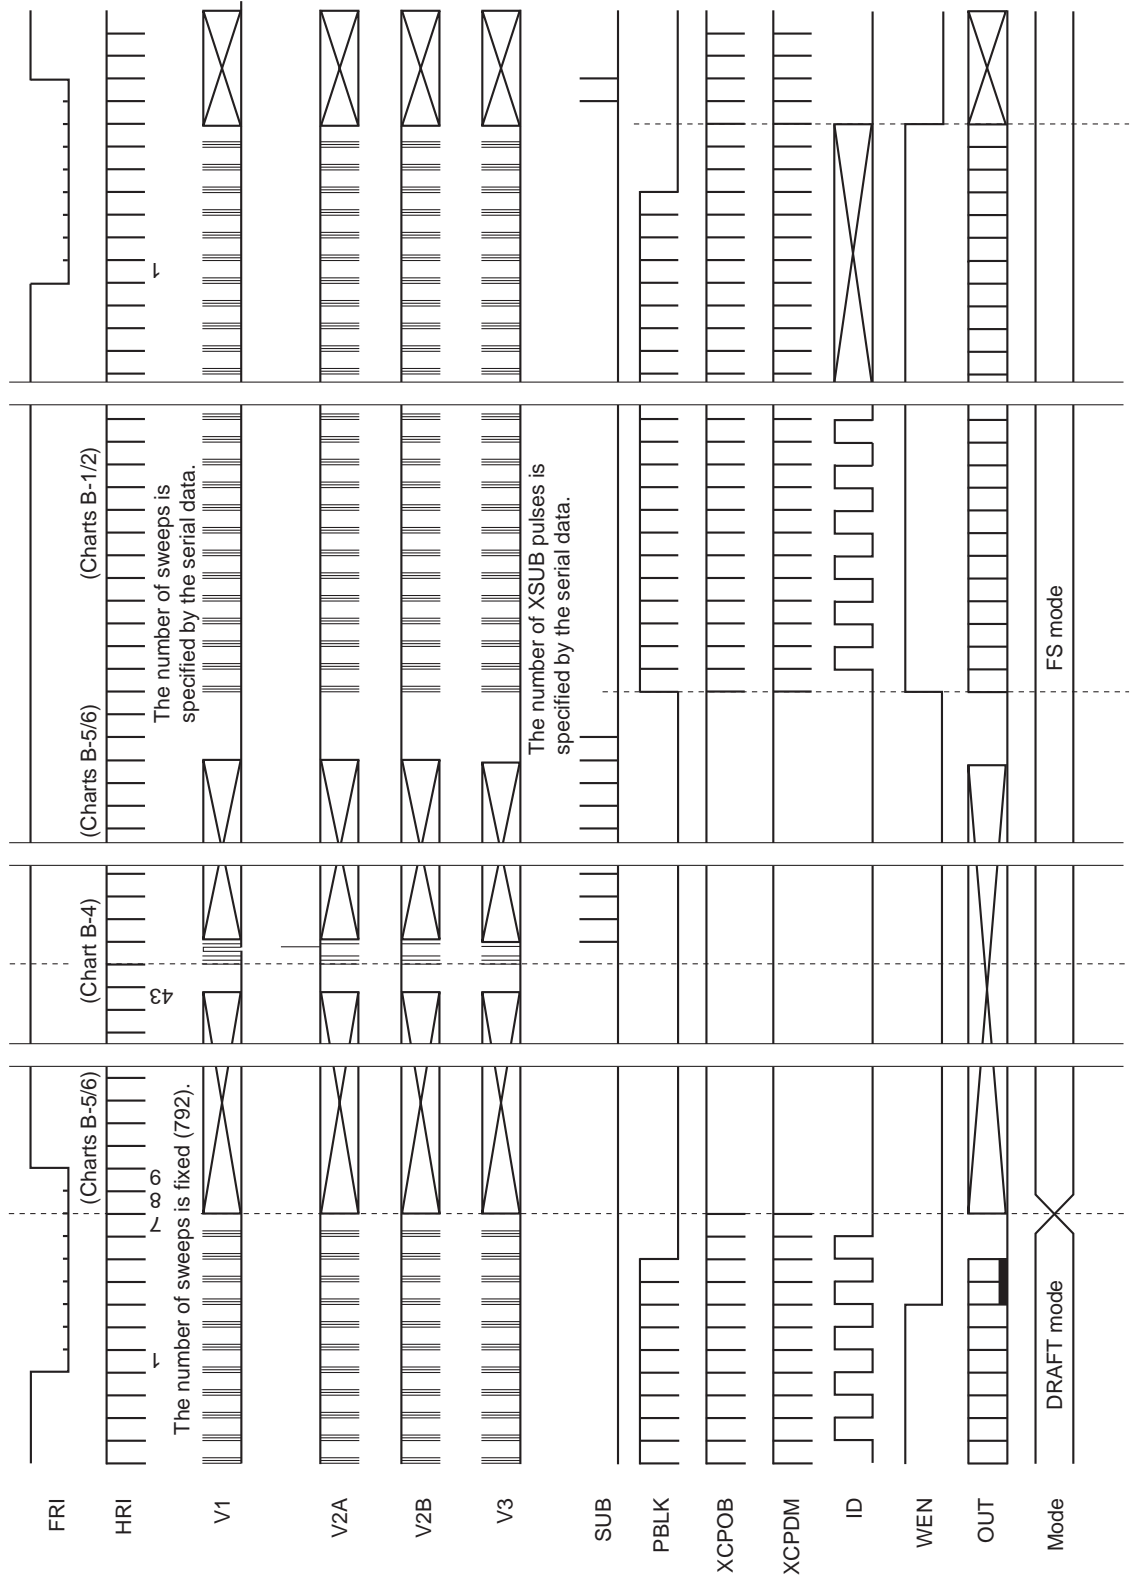 FRI
(Charts B-5/6)
(Chart B-4)
(Charts B-5/6)
(Charts B-1/2)
HRI
1
7
8
9
43
1
The number of sweeps is fixed (792).
The number of sweeps is
specified by the serial data.
V1
V2A
V2B
V3
The number of XSUB pulses is
specified by the serial data.
SUB
PBLK
XCPOB
XCPDM
ID
WEN
OUT
Mode
DRAFT mode
FS mode